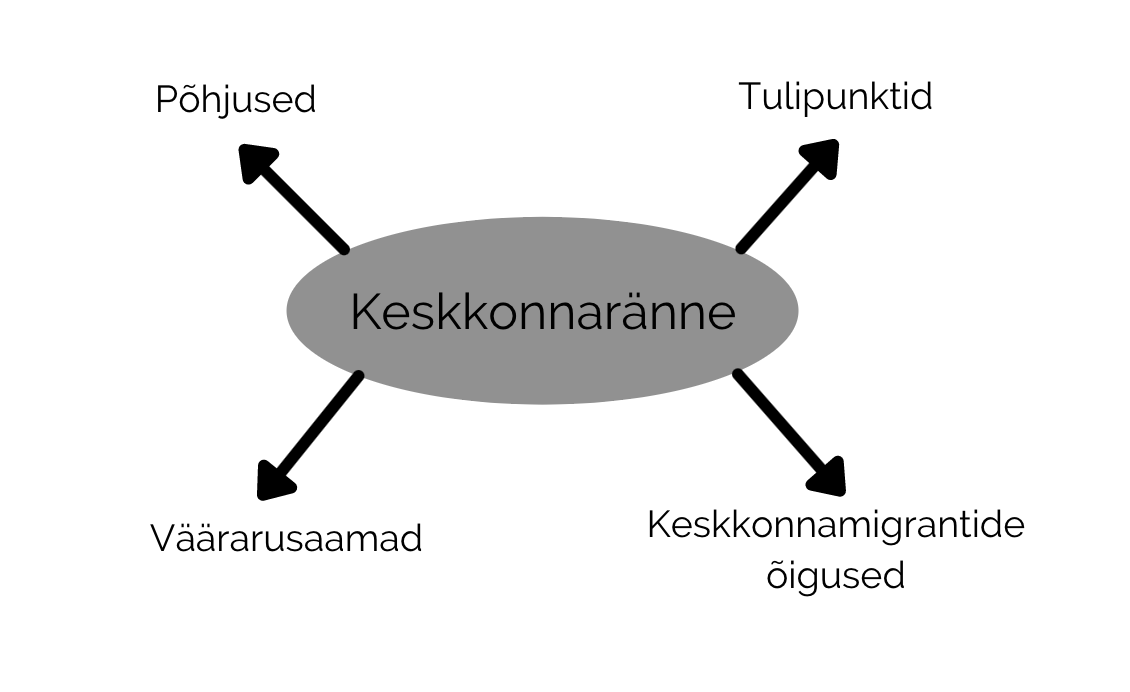 Põhjused
Tulipunktid
Keskkonnaränne
Väärarusaamad
Keskkonnamigrantide
õigused